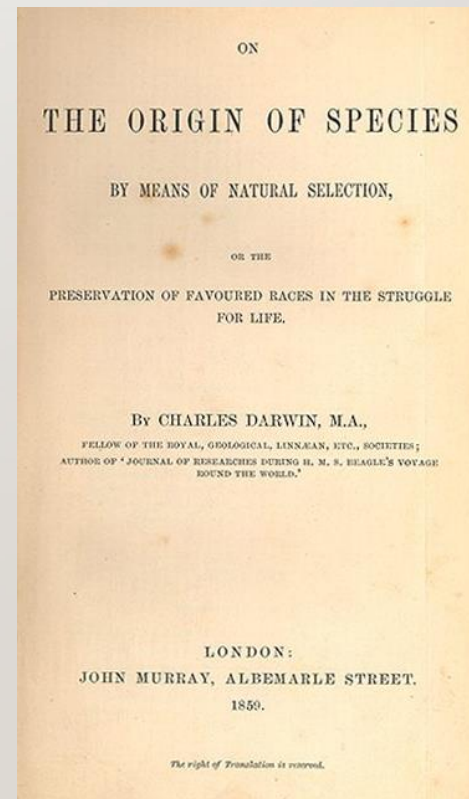 ON
THE ORIGIN OF SPECIES
BY MEANS OF NATURAL SELECTION,
OR THE
PRESERVATION OF FAVOURED RACES IN THE STRUGGLE
FOR LIFE.
BY CHARLES DARWIN, M.A.,
FELLOW OF THE ROYAL, GEOLOGICAL, LINNÆAN, ETC., SOCIETIES;
AUTHOR OF 'JOURNAL OF RESEARCHES DURING H. M. S. BEAGLE'S VOYAGE
ROUND THE WORLD.'
LONDON:
JOHN MURRAY, ALBEMARLE STREET.
1859.
The right of Translation is reserved.